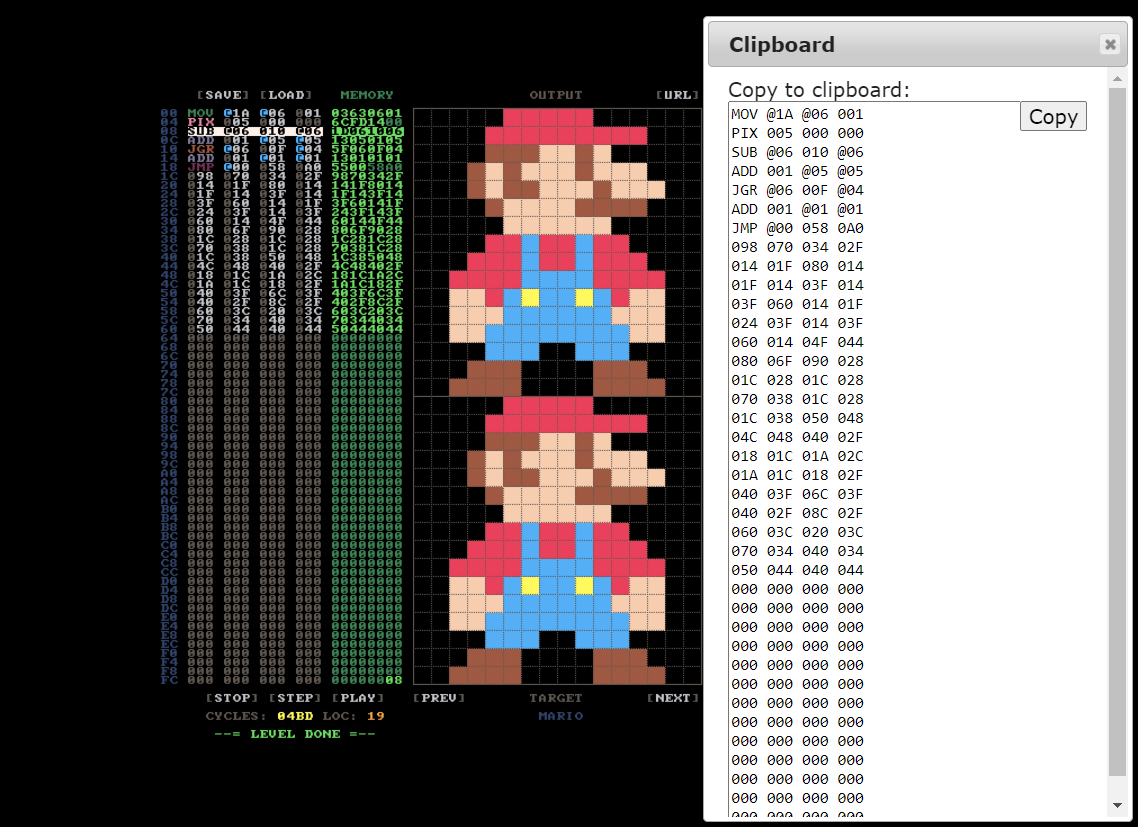 [SAVE] [LOAD] MEMORY OUTPUT [URL]
00 MOV @1A @06 001 03630601
04 PIX 005 000 000 6CFD1400
08 SUB @06 010 @06 1D061006
0C ADD 001 @05 @05 13050105
10 JGR @06 00F @04 5F060F04
14 ADD 001 @01 @01 13010101
18 JMP @00 058 0A0 550058A0
1C 098 070 034 02F 9870342F
20 014 01F 080 014 141F8014
24 01F 014 03F 014 1F143F14
28 03F 060 014 01F 3F60141F
2C 024 03F 014 03F 243F143F
30 060 014 04F 044 60144F44
34 080 06F 090 028 806F9028
38 01C 028 01C 028 1C281C28
3C 070 038 01C 028 70381C28
40 01C 038 050 048 1C385048
44 04C 048 040 02F 4C48402F
48 018 01C 01A 02C 181C1A2C
4C 01A 01C 018 02F 1A1C182F
50 040 03F 06C 03F 403F6C3F
54 040 02F 08C 02F 402F8C2F
58 060 03C 020 03C 603C203C
5C 070 034 040 034 70344034
60 050 044 040 044 50444044
64 000 000 000 000 00000000
68 000 000 000 000 00000000
6C 000 000 000 000 00000000
70 000 000 000 000 00000000
74 000 000 000 000 00000000
78 000 000 000 000 00000000
7C 000 000 000 000 00000000
80 000 000 000 000 00000000
84 000 000 000 000 00000000
88 000 000 000 000 00000000
8C 000 000 000 000 00000000
90 000 000 000 000 00000000
94 000 000 000 000 00000000
98 000 000 000 000 00000000
9C 000 000 000 000 00000000
A0 000 000 000 000 00000000
A4 000 000 000 000 00000000
A8 000 000 000 000 00000000
AC 000 000 000 000 00000000
B0 000 000 000 000 00000000
B4 000 000 000 000 00000000
B8 000 000 000 000 00000000
BC 000 000 000 000 00000000
C0 000 000 000 000 00000000
C4 000 000 000 000 00000000
C8 000 000 000 000 00000000
CC 000 000 000 000 00000000
D0 000 000 000 000 00000000
D4 000 000 000 000 00000000
D8 000 000 000 000 00000000
DC 000 000 000 000 00000000
E0 000 000 000 000 00000000
E4 000 000 000 000 00000000
E8 000 000 000 000 00000000
EC 000 000 000 000 00000000
F0 000 000 000 000 00000000
F4 000 000 000 000 00000000
F8 000 000 000 000 00000000
FC 000 000 000 000 00000008
[STOP] [STEP] [PLAY] [PREV] TARGET [NEXT]
CYCLES: 04BD LOC: 19 MARIO
--= LEVEL DONE =--
Clipboard
Copy to clipboard:
Copy
MOV @1A @06 001
PIX 005 000 000
SUB @06 010 @06
ADD 001 @05 @05
JGR @06 00F @04
ADD 001 @01 @01
JMP @00 058 0A0
098 070 034 02F
014 01F 080 014
01F 014 03F 014
03F 060 014 01F
024 03F 014 03F
060 014 04F 044
080 06F 090 028
01C 028 01C 028
070 038 01C 028
01C 038 050 048
04C 048 040 02F
018 01C 01A 02C
01A 01C 018 02F
040 03F 06C 03F
040 02F 08C 02F
060 03C 020 03C
070 034 040 034
050 044 040 044
000 000 000 000
000 000 000 000
000 000 000 000
000 000 000 000
000 000 000 000
000 000 000 000
000 000 000 000
000 000 000 000
000 000 000 000
000 000 000 000
000 000 000 000
000 000 000 000
000 000 000 000